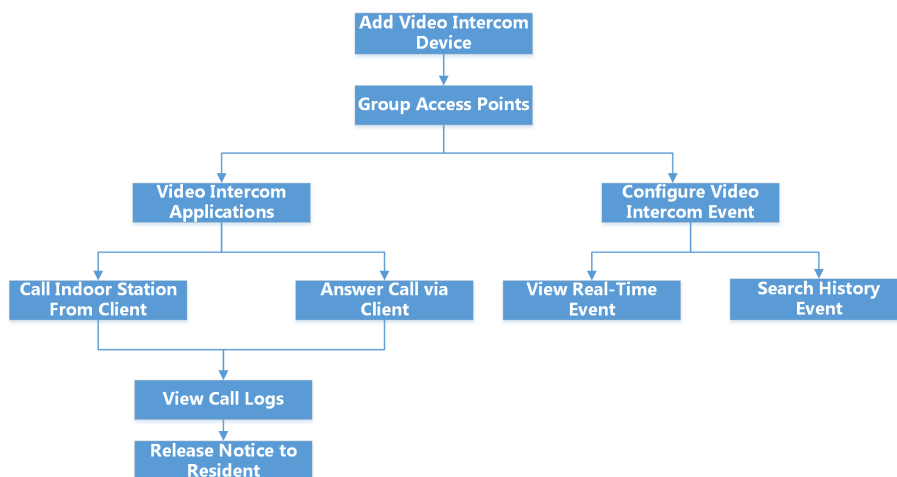 Add Video Intercom
Device
Group Access Points
Video Intercom
Applications
Configure Video
Intercom Event
Call Indoor Station
From Client
Answer Call via
Client
View Real-Time
Event
Search History
Event
View Call Logs
Release Notice to
Resident